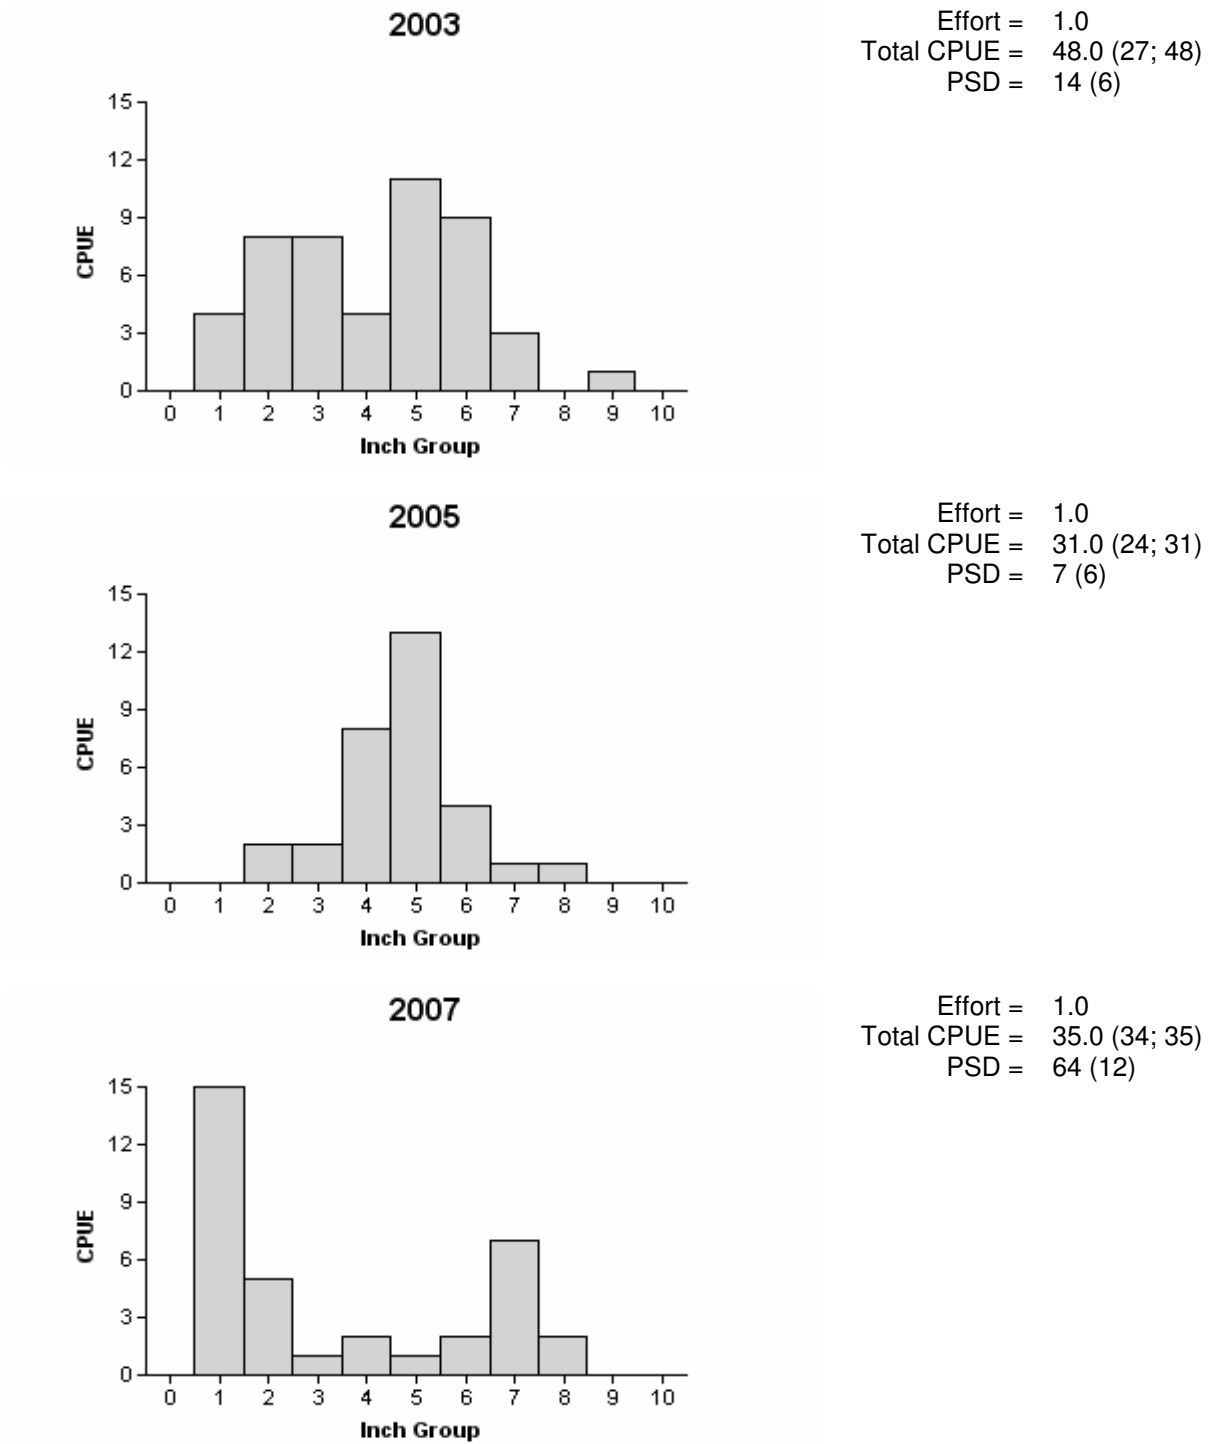 2003
Effort = 1.0
Total CPUE = 48.0 (27; 48)
PSD = 14 (6)
15
12
9
6
3
0
CPUE
0 1 2 3 4 5 6 7 8 9 10
Inch Group
2005
Effort = 1.0
Total CPUE = 31.0 (24; 31)
PSD = 7 (6)
15
12
9
6
3
0
CPUE
0 1 2 3 4 5 6 7 8 9 10
Inch Group
2007
Effort = 1.0
Total CPUE = 35.0 (34; 35)
PSD = 64 (12)
15
12
9
6
3
0
CPUE
0 1 2 3 4 5 6 7 8 9 10
Inch Group